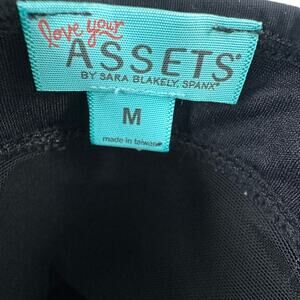 love your
ASSETS®
BY SARA BLAKELY, SPANX®
M
made in taiwan